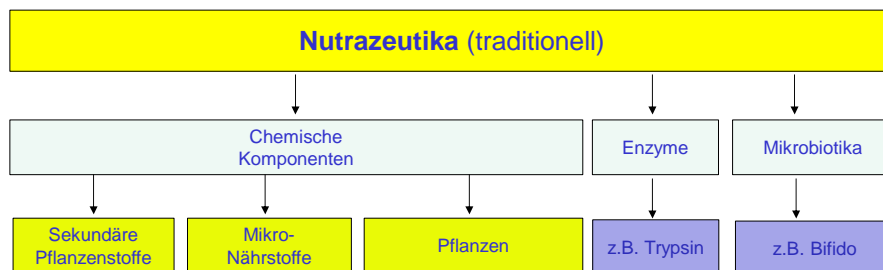 Nutrazeutika (traditionell)
Chemische
Komponenten
Enzyme
Mikrobiotika
Sekundäre
Pflanzenstoffe
Mikro-
Nährstoffe
Pflanzen
z.B. Trypsin
z.B. Bifido